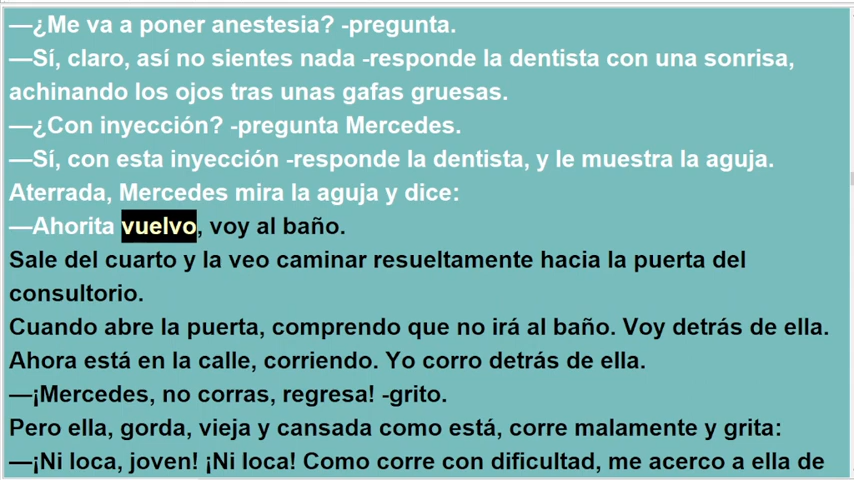 —¿Me va a poner anestesia? -pregunta.
—Sí, claro, así no sientes nada -responde la dentista con una sonrisa,
achinando los ojos tras unas gafas gruesas.
—¿Con inyección? -pregunta Mercedes.
—Sí, con esta inyección -responde la dentista, y le muestra la aguja.
Aterrada, Mercedes mira la aguja y dice:
—Ahorita vuelvo, voy al baño.
Sale del cuarto y la veo caminar resueltamente hacia la puerta del
consultorio.
Cuando abre la puerta, comprendo que no irá al baño. Voy detrás de ella.
Ahora está en la calle, corriendo. Yo corro detrás de ella.
—¡Mercedes, no corras, regresa! -grito.
Pero ella, gorda, vieja y cansada como está, corre malamente y grita:
—¡Ni loca, joven! ¡Ni loca! Como corre con dificultad, me acerco a ella de